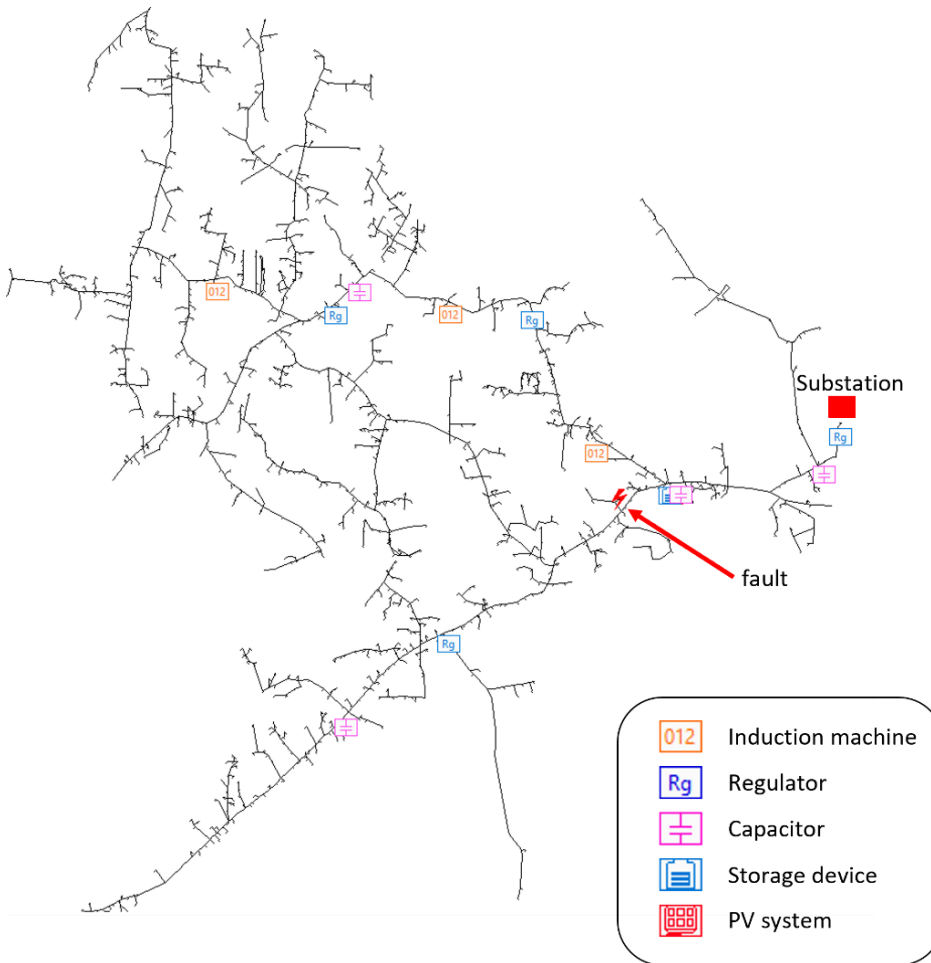 Substation
Rg
012
Rg
012
Rg
012
fault
Rg
012 Induction machine
Rg Regulator
Capacitor
Storage device
PV system